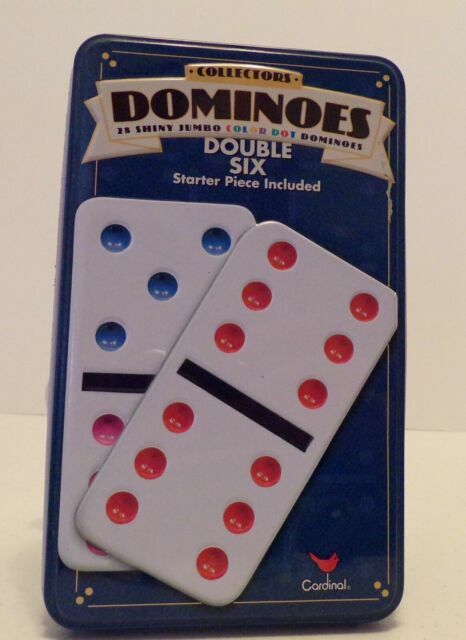 COLLECTORS
DOMINOES
28 SHINY JUMBO COLOR DOT DOMINOES
DOUBLE
SIX
Starter Piece Included
Cardinal®